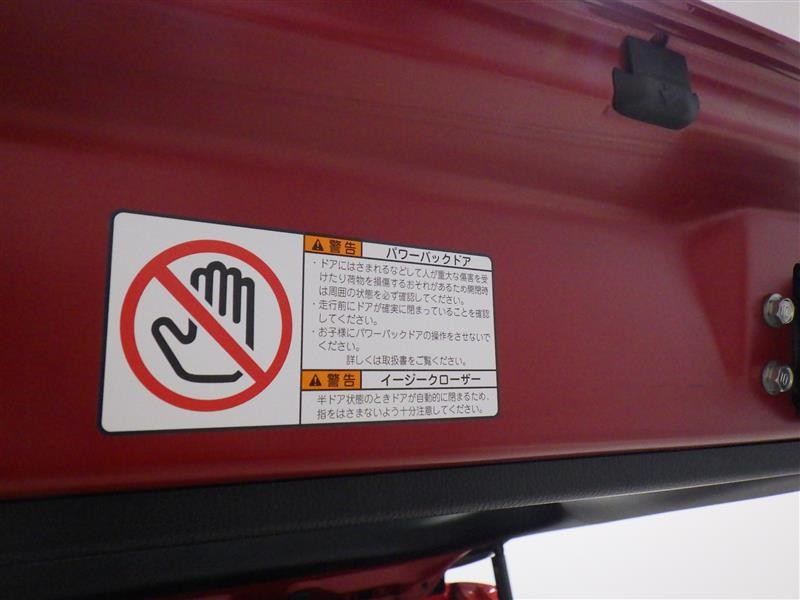 警告 パワーバックドア
・ドアにはさまれるなどして人が重大な傷害を受
けたり荷物を損傷するおそれがあるため開閉時
は周囲の状態を必ず確認してください。
・走行前にドアが確実に閉まっていることを確認
してください。
・お子様にパワーバックドアの操作をさせないで
ください。
詳しくは取扱書をご覧ください。
警告 イージークローザー
半ドア状態のときドアが自動的に閉まるため、
指をはさまないよう十分注意してください。